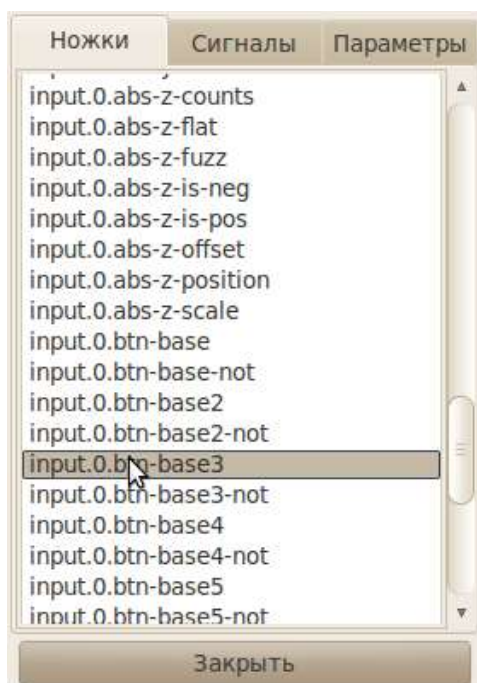 Ножки Сигналы Параметры
input.0.abs-z-counts
input.0.abs-z-flat
input.0.abs-z-fuzz
input.0.abs-z-is-neg
input.0.abs-z-is-pos
input.0.abs-z-offset
input.0.abs-z-position
input.0.abs-z-scale
input.0.btn-base
input.0.btn-base-not
input.0.btn-base2
input.0.btn-base2-not
input.0.btn-base3
input.0.btn-base3-not
input.0.btn-base4
input.0.btn-base4-not
input.0.btn-base5
input.0.btn-base5-not
Закрыть